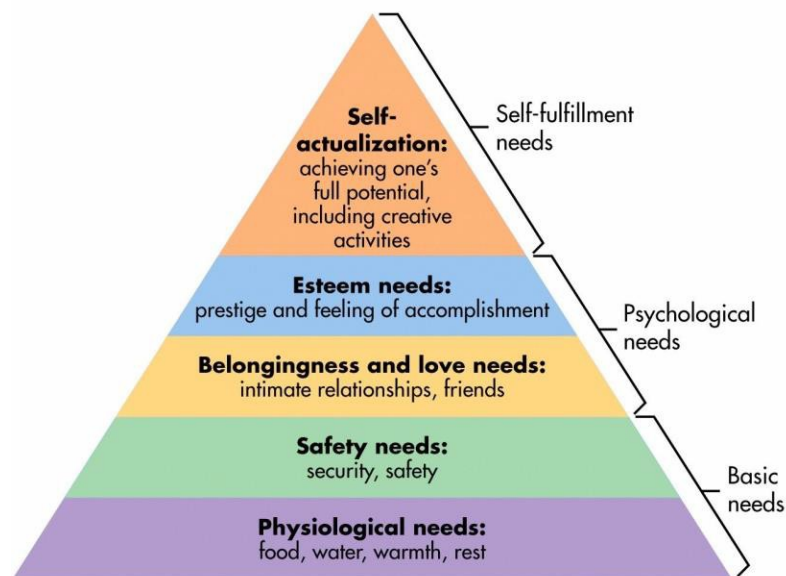 Self-
actualization:
achieving one's
full potential,
including creative
activities
Self-fulfillment
needs
Esteem needs:
prestige and feeling of accomplishment
Psychological
needs
Belongingness and love needs:
intimate relationships, friends
Safety needs:
security, safety
Basic
needs
Physiological needs:
food, water, warmth, rest